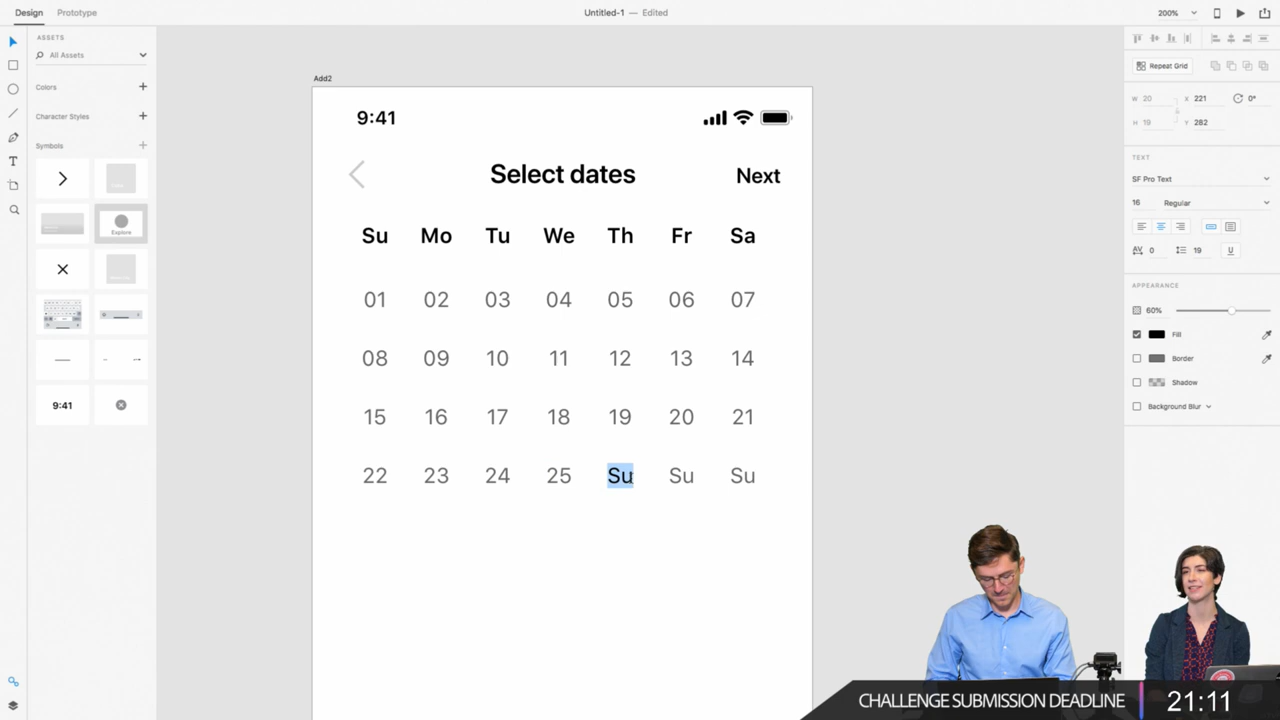 Design Prototype Untitled-1 — Edited 200%
ASSETS
All Assets
Colors
Character Styles
Symbols
Explore
9:41
Add2
9:41
Select dates Next
Su Mo Tu We Th Fr Sa
01 02 03 04 05 06 07
08 09 10 11 12 13 14
15 16 17 18 19 20 21
22 23 24 25 Su Su Su
Repeat Grid
W 20 X 221 0°
H 19 Y 282
TEXT
SF Pro Text
16 Regular
AV 0 19 U
APPEARANCE
60%
Fill
Border
Shadow
Background Blur
CHALLENGE SUBMISSION DEADLINE 21:11